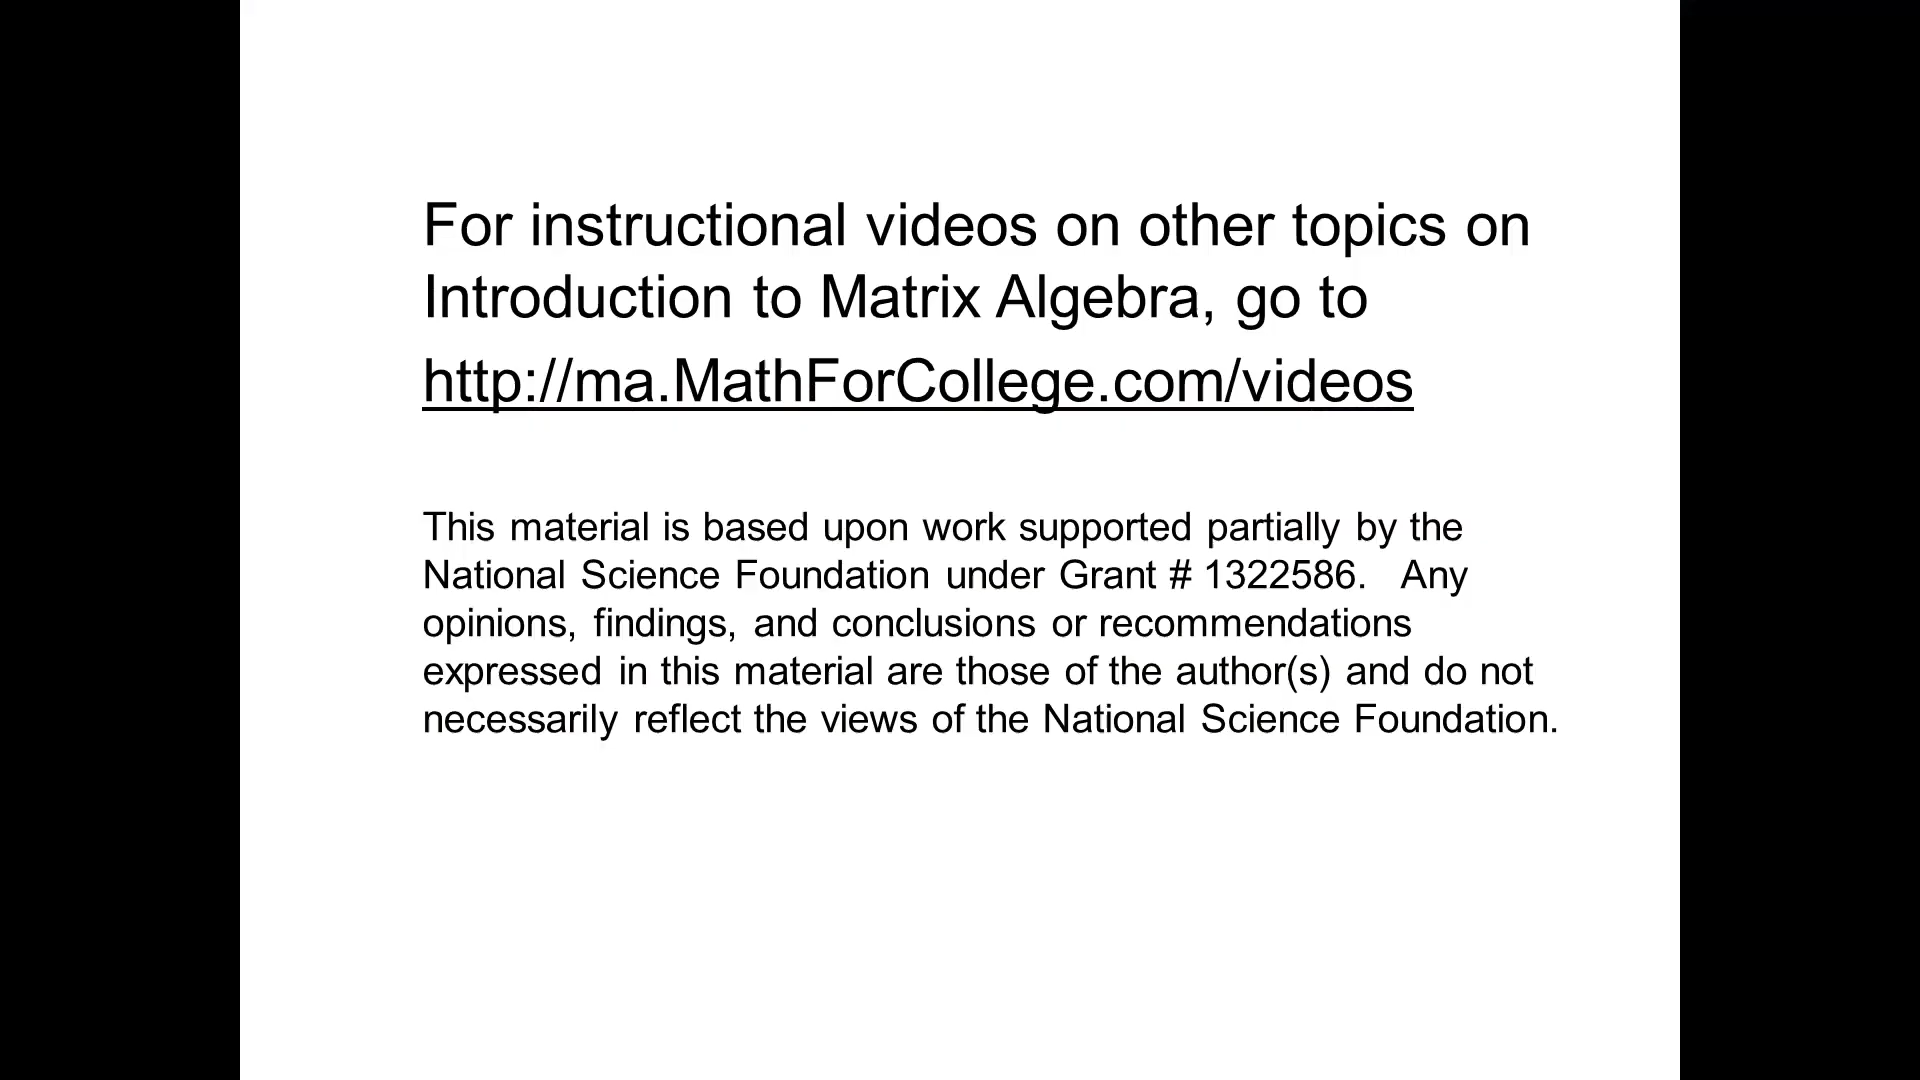 For instructional videos on other topics on
Introduction to Matrix Algebra, go to
http://ma.MathForCollege.com/videos
This material is based upon work supported partially by the
National Science Foundation under Grant # 1322586.   Any
opinions, findings, and conclusions or recommendations
expressed in this material are those of the author(s) and do not
necessarily reflect the views of the National Science Foundation.